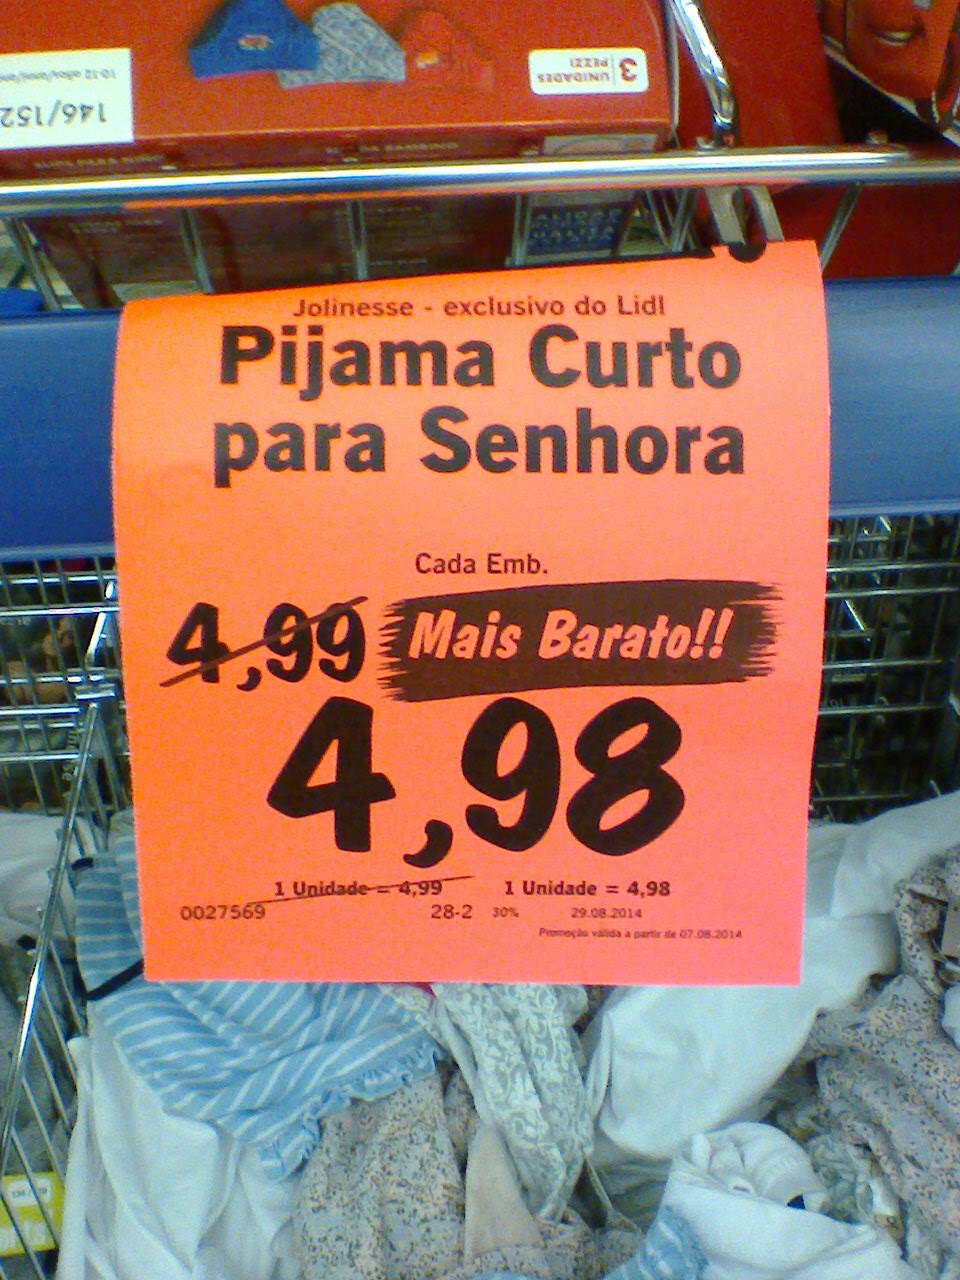 10-12
146/152
3 UNIDADES
PEZZI
Jolinesse - exclusivo do Lidl
Pijama Curto
para Senhora
Cada Emb.
4,99 Mais Barato!!
4,98
1 Unidade = 4,99 1 Unidade = 4,98
0027569 28-2 30% 29.08.2014
Promoção válida a partir de 07.08.2014